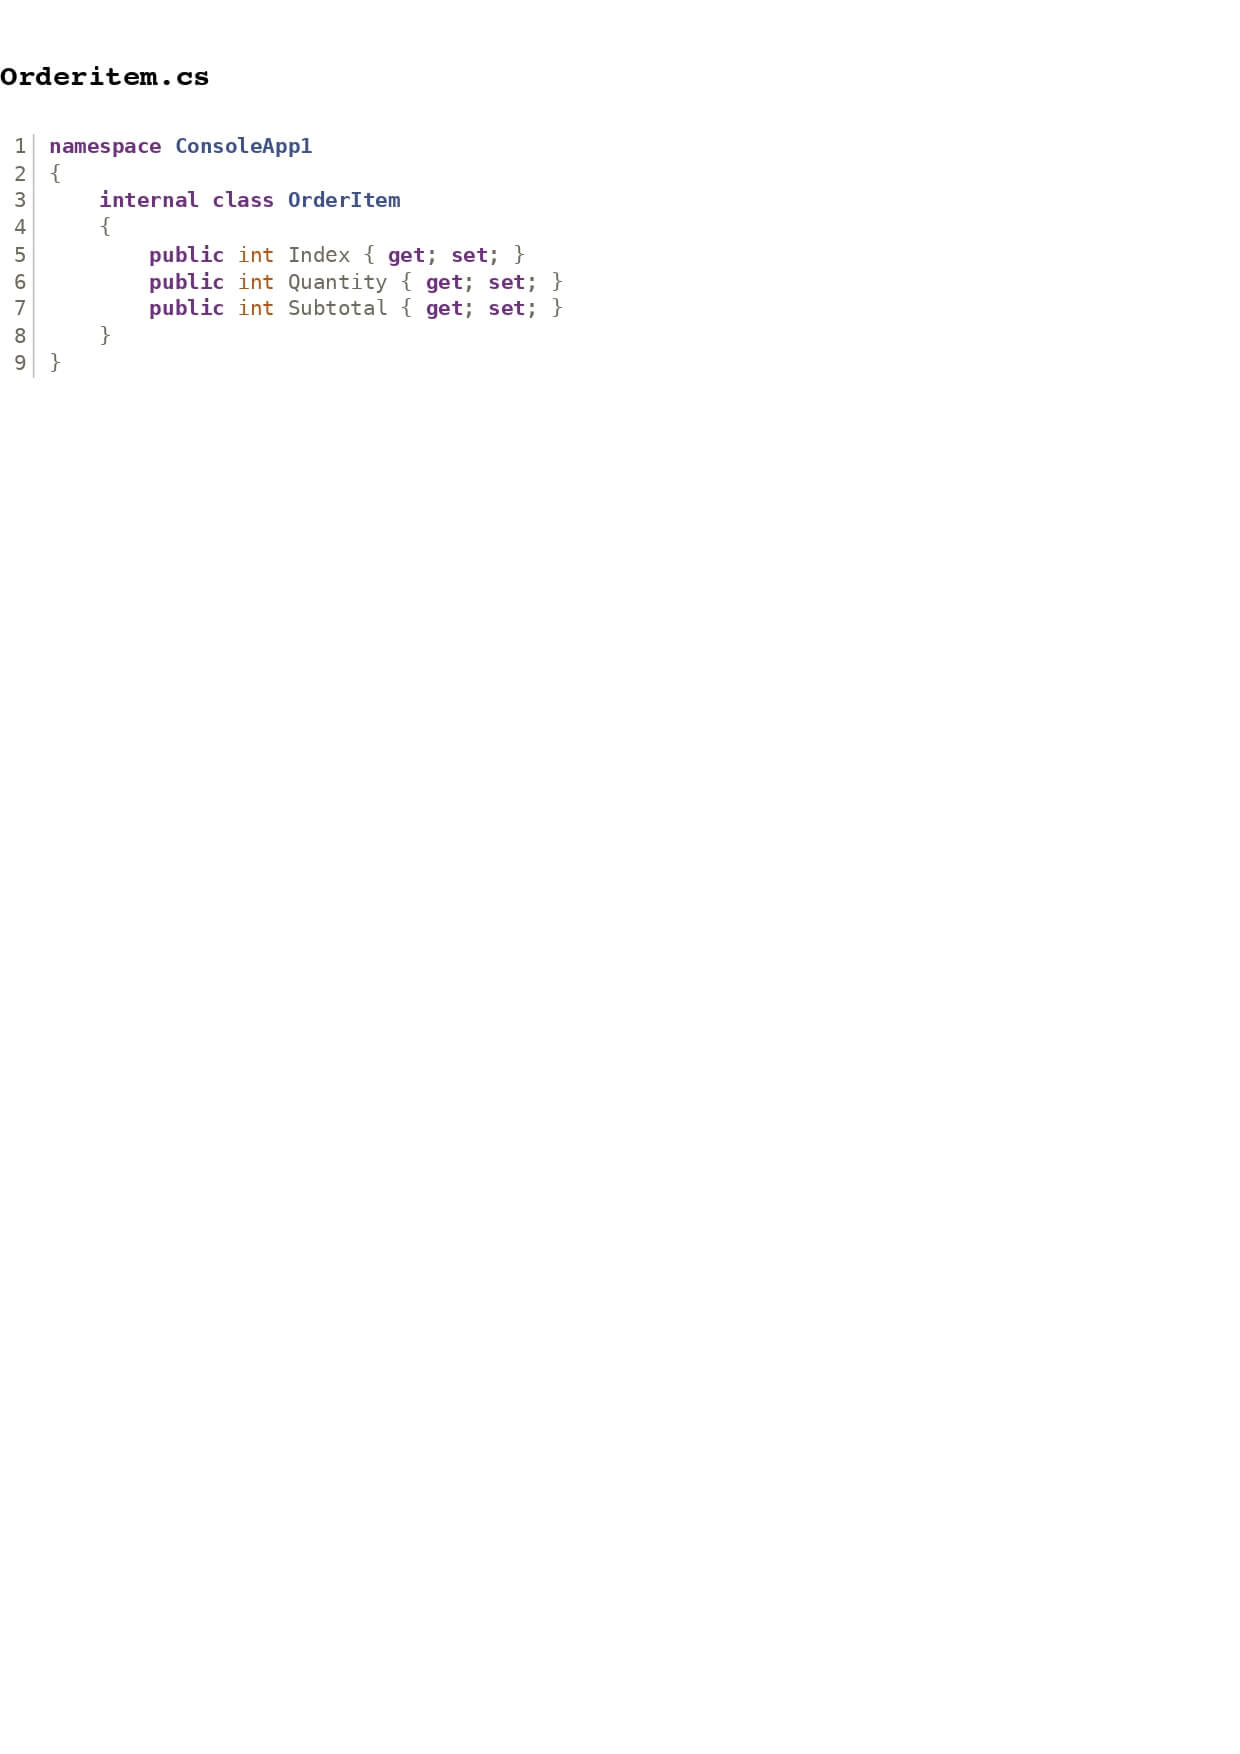 Orderitem.cs
1 namespace ConsoleApp1
2 {
3     internal class OrderItem
4     {
5         public int Index { get; set; }
6         public int Quantity { get; set; }
7         public int Subtotal { get; set; }
8     }
9 }